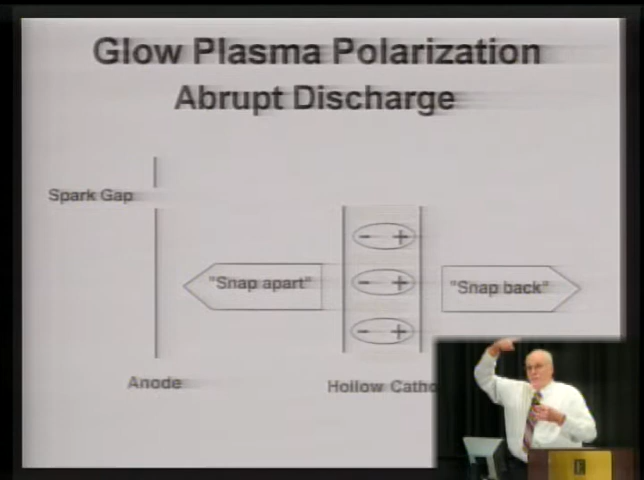 Glow Plasma Polarization
Abrupt Discharge
Spark Gap
- +
"Snap apart"
- +
"Snap back"
- +
Anode
Hollow Catho